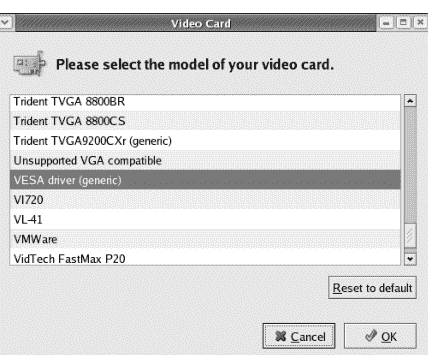 Video Card
Please select the model of your video card.
Trident TVGA 8800BR
Trident TVGA 8800CS
Trident TVGA9200CXr (generic)
Unsupported VGA compatible
VESA driver (generic)
VI720
VL-41
VMWare
VidTech FastMax P20
Reset to default
Cancel
OK